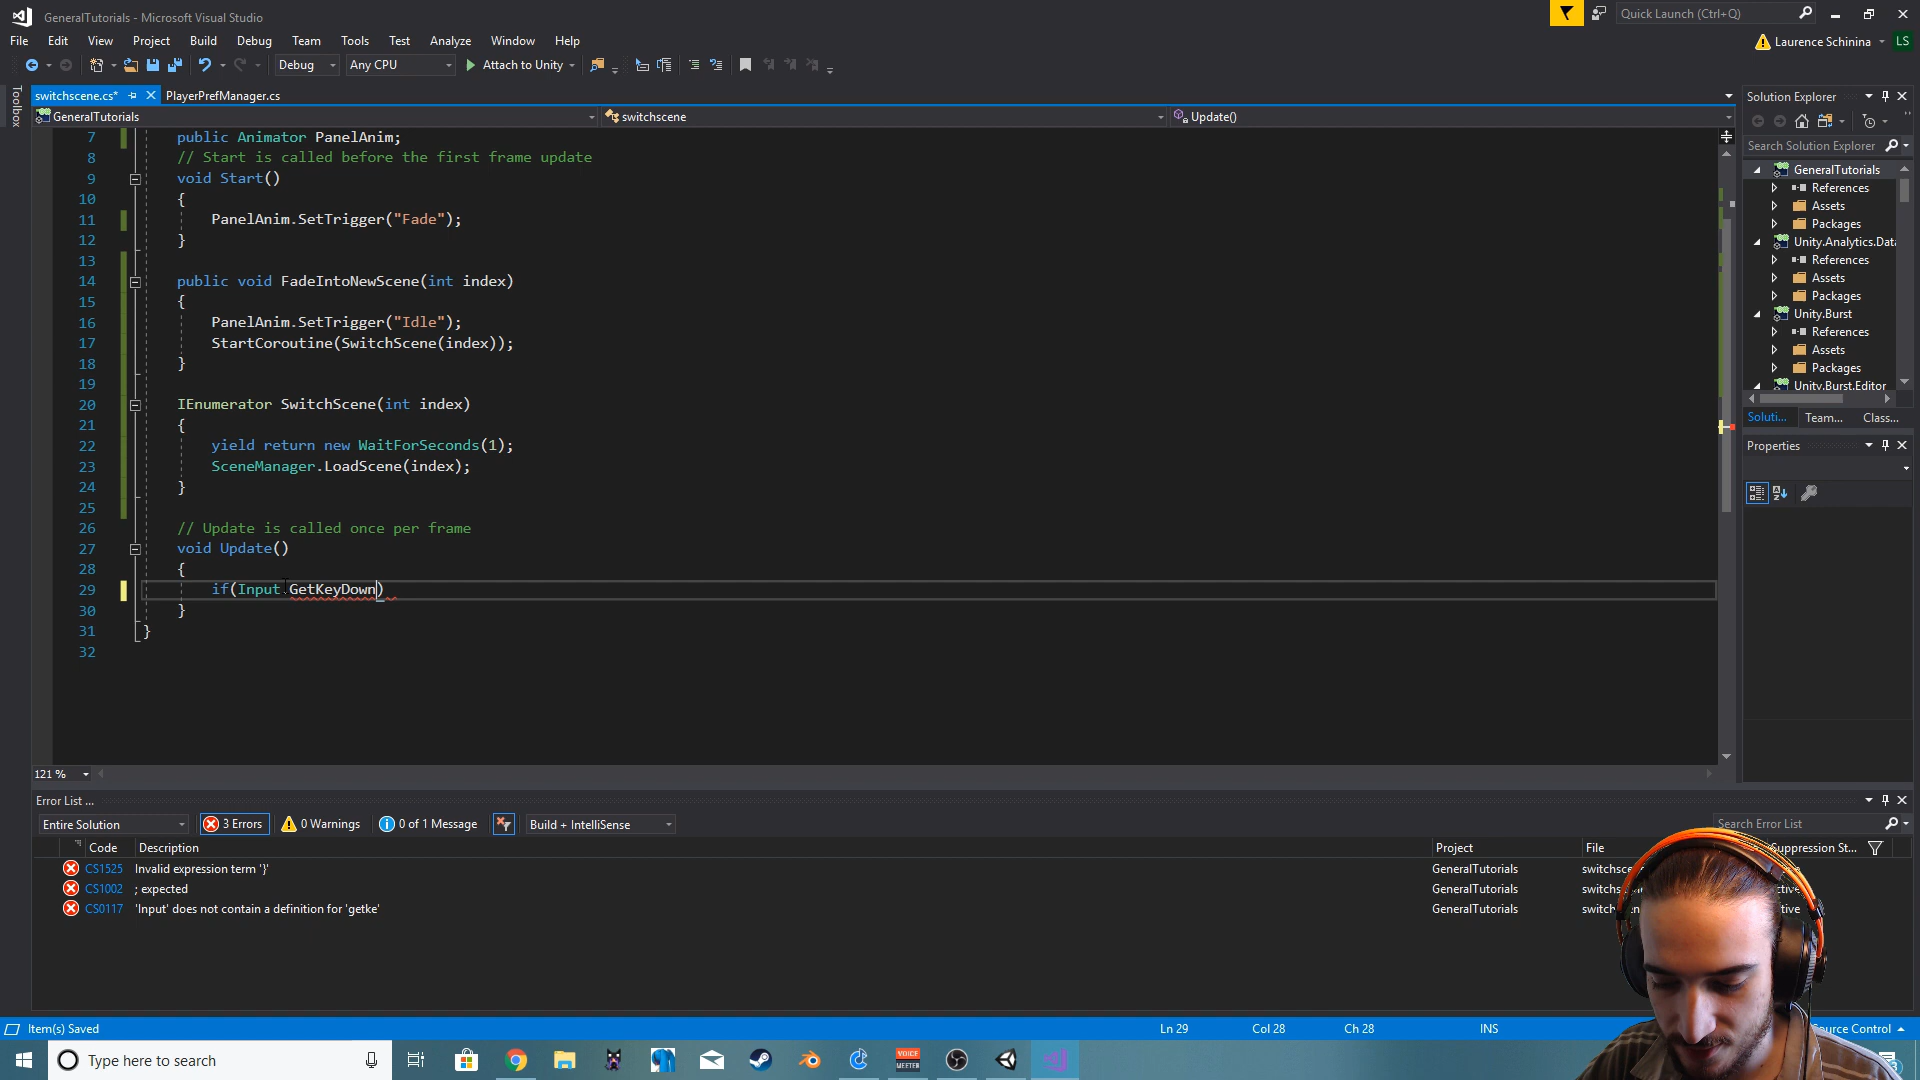 GeneralTutorials - Microsoft Visual Studio
Quick Launch (Ctrl+Q)
File Edit View Project Build Debug Team Tools Test Analyze Window Help
Laurence Schinina LS
Debug Any CPU Attach to Unity
Toolbox
switchscene.cs* PlayerPrefManager.cs
GeneralTutorials switchscene Update()
7 public Animator PanelAnim;
8 // Start is called before the first frame update
9 void Start()
10 {
11 PanelAnim.SetTrigger("Fade");
12 }
13
14 public void FadeIntoNewScene(int index)
15 {
16 PanelAnim.SetTrigger("Idle");
17 StartCoroutine(SwitchScene(index));
18 }
19
20 IEnumerator SwitchScene(int index)
21 {
22 yield return new WaitForSeconds(1);
23 SceneManager.LoadScene(index);
24 }
25
26 // Update is called once per frame
27 void Update()
28 {
29 if(Input.GetKeyDown)
30 }
31 }
32
121 %
Solution Explorer
Search Solution Explorer
GeneralTutorials
References
Assets
Packages
Unity.Analytics.Data
References
Assets
Packages
Unity.Burst
References
Assets
Packages
Unity.Burst.Editor
Soluti... Team... Class...
Properties
Error List ...
Entire Solution 3 Errors 0 Warnings 0 of 1 Message Build + IntelliSense Search Error List
Code Description Project File Suppression St...
CS1525 Invalid expression term '}' GeneralTutorials
CS1002 ; expected GeneralTutorials
CS0117 'Input' does not contain a definition for 'getke' GeneralTutorials
Item(s) Saved Ln 29 Col 28 Ch 28 INS Source Control
Type here to search
VOICE
MEETER